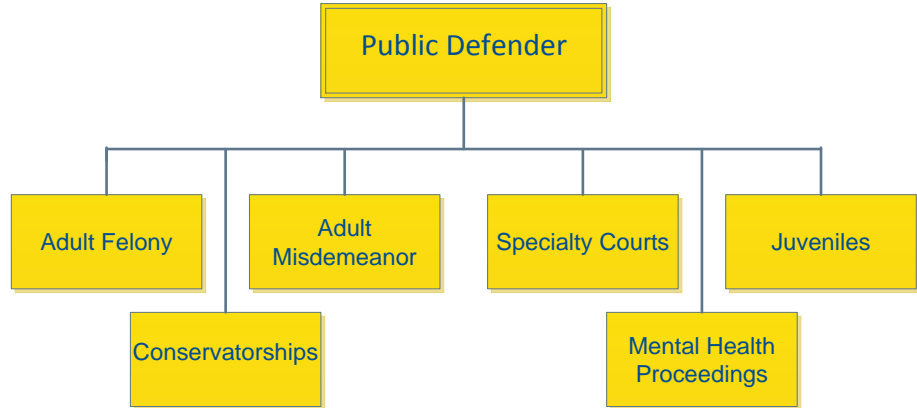 Public Defender
Adult Felony
Adult
Misdemeanor
Specialty Courts
Juveniles
Conservatorships
Mental Health
Proceedings